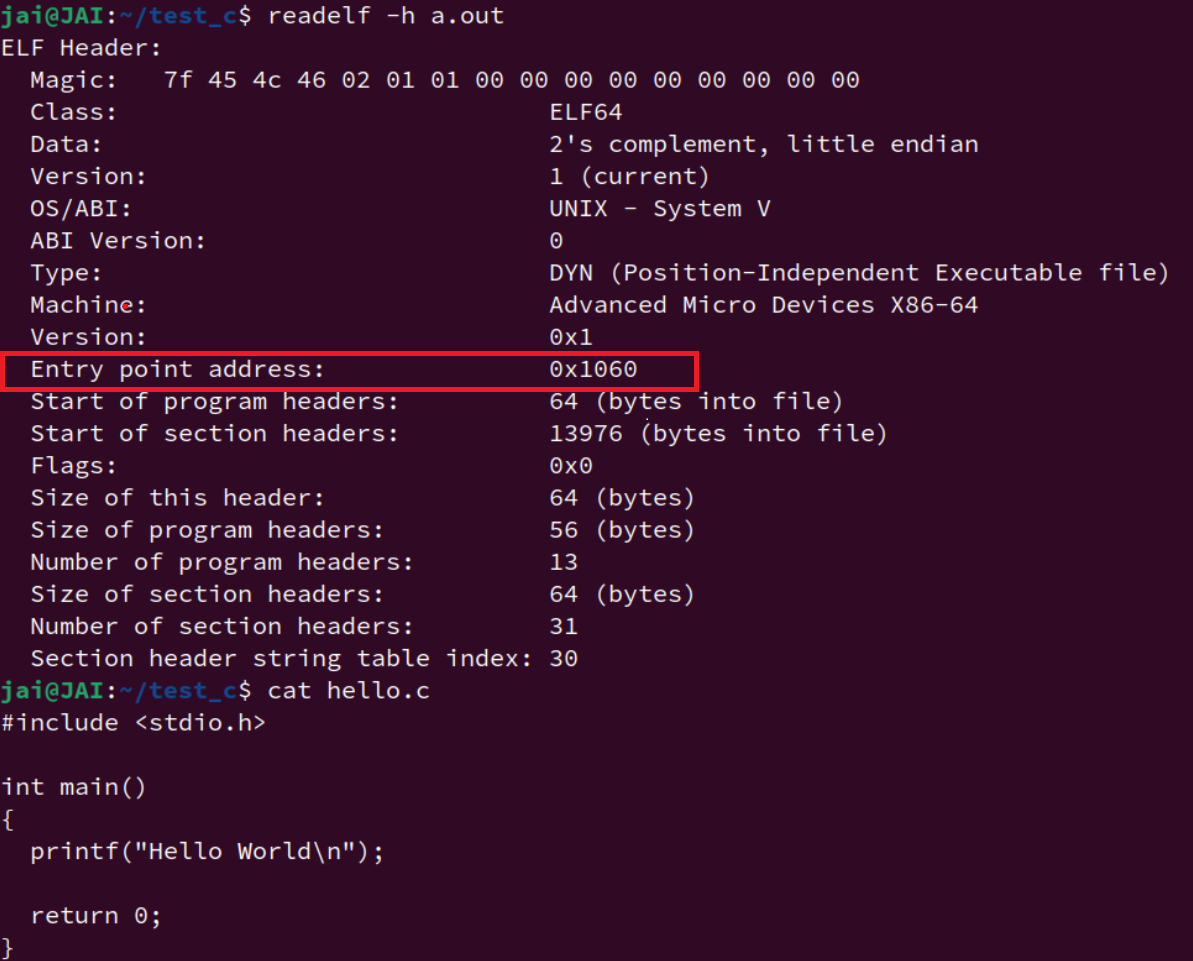 jai@JAI:~/test_c$ readelf -h a.out
ELF Header:
  Magic:   7f 45 4c 46 02 01 01 00 00 00 00 00 00 00 00 00
  Class:                             ELF64
  Data:                              2's complement, little endian
  Version:                           1 (current)
  OS/ABI:                            UNIX - System V
  ABI Version:                       0
  Type:                              DYN (Position-Independent Executable file)
  Machine:                           Advanced Micro Devices X86-64
  Version:                           0x1
  Entry point address:               0x1060
  Start of program headers:          64 (bytes into file)
  Start of section headers:          13976 (bytes into file)
  Flags:                             0x0
  Size of this header:               64 (bytes)
  Size of program headers:           56 (bytes)
  Number of program headers:         13
  Size of section headers:           64 (bytes)
  Number of section headers:         31
  Section header string table index: 30
jai@JAI:~/test_c$ cat hello.c
#include <stdio.h>

int main()
{
  printf("Hello World\n");

  return 0;
}